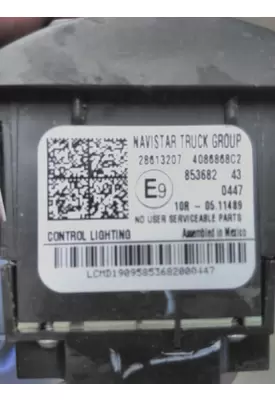 NAVISTAR TRUCK GROUP
28613207 4086868C2
853682 43
E9 0447
10R - 05.11489
NO USER SERVICEABLE PARTS
CONTROL LIGHTING Assembled in Mexico
LCMD19095853682000447